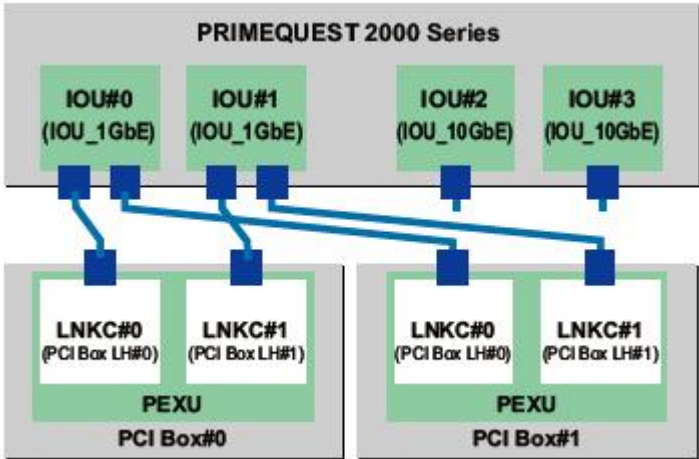 PRIMEQUEST 2000 Series
IOU#0
(IOU_1GbE)
IOU#1
(IOU_1GbE)
IOU#2
(IOU_10GbE)
IOU#3
(IOU_10GbE)
LNKC#0
(PCI Box LH#0)
LNKC#1
(PCI Box LH#1)
PEXU
PCI Box#0
LNKC#0
(PCI Box LH#0)
LNKC#1
(PCI Box LH#1)
PEXU
PCI Box#1